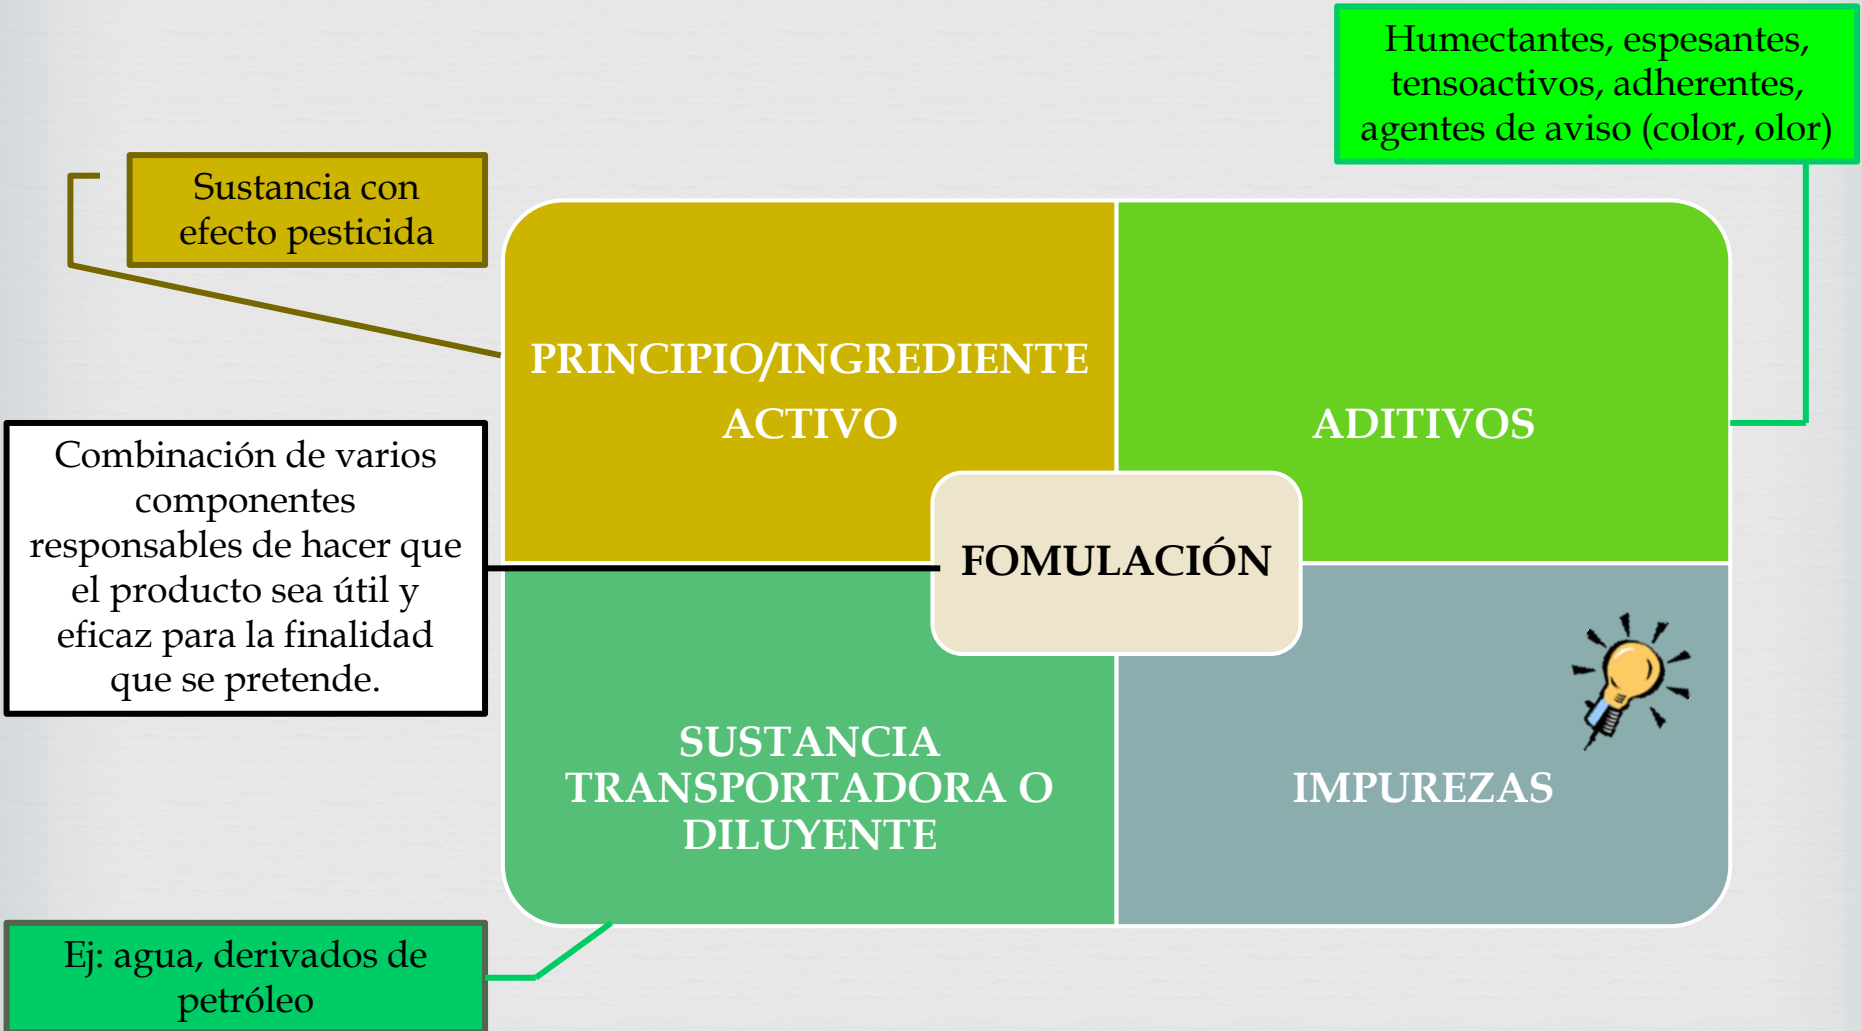 Humectantes, espesantes,
tensoactivos, adherentes,
agentes de aviso (color, olor)
Sustancia con
efecto pesticida
PRINCIPIO/INGREDIENTE
ACTIVO
ADITIVOS
Combinación de varios
componentes
responsables de hacer que
el producto sea útil y
eficaz para la finalidad
que se pretende.
FOMULACIÓN
SUSTANCIA
TRANSPORTADORA O
DILUYENTE
IMPUREZAS
Ej: agua, derivados de
petróleo